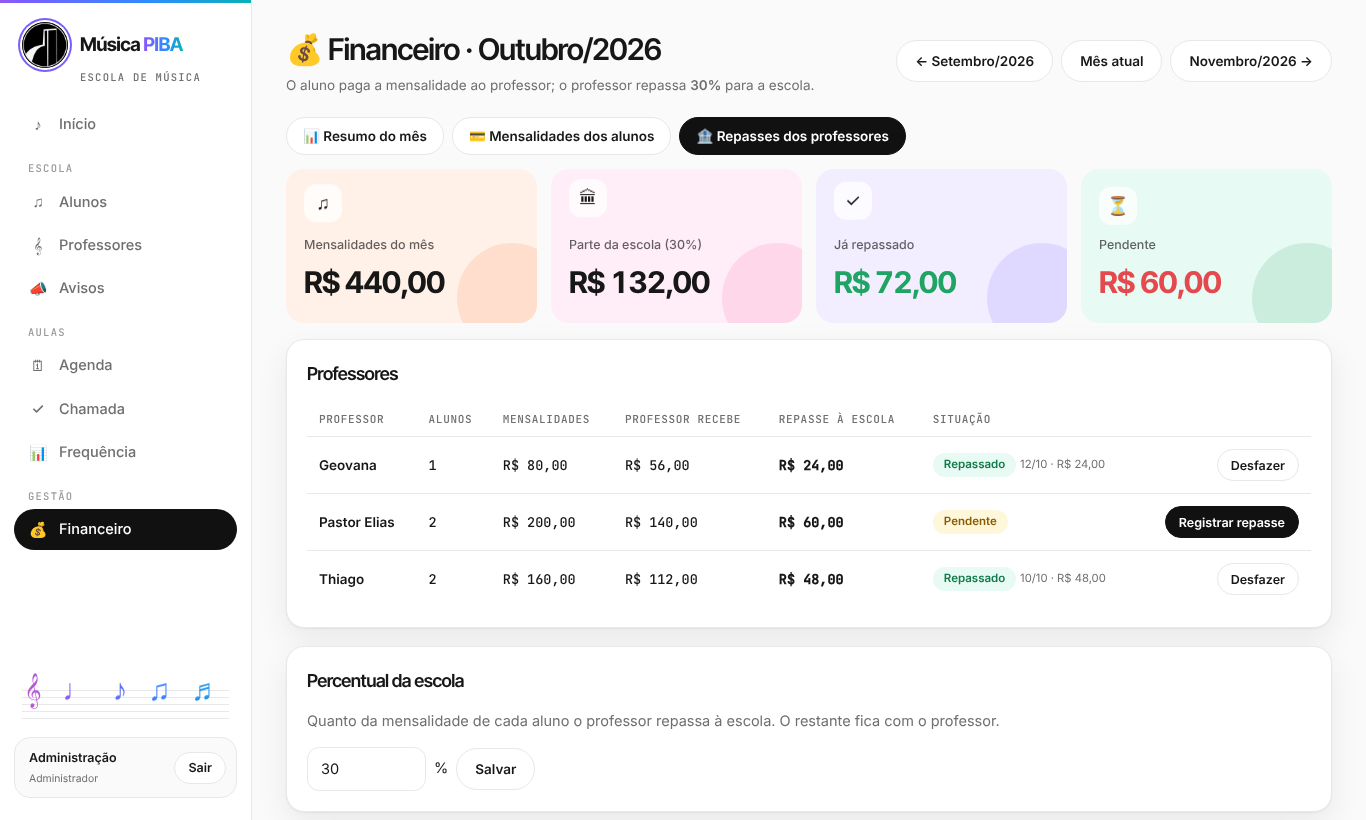 Música PIBA
ESCOLA DE MÚSICA
Início
ESCOLA
Alunos
Professores
Avisos
AULAS
Agenda
Chamada
Frequência
GESTÃO
Financeiro
Administração
Administrador
Sair
Financeiro · Outubro/2026
O aluno paga a mensalidade ao professor; o professor repassa 30% para a escola.
← Setembro/2026
Mês atual
Novembro/2026 →
Resumo do mês
Mensalidades dos alunos
Repasses dos professores
Mensalidades do mês
R$ 440,00
Parte da escola (30%)
R$ 132,00
Já repassado
R$ 72,00
Pendente
R$ 60,00
Professores
PROFESSOR ALUNOS MENSALIDADES PROFESSOR RECEBE REPASSE À ESCOLA SITUAÇÃO
Geovana 1 R$ 80,00 R$ 56,00 R$ 24,00 Repassado 12/10 · R$ 24,00 Desfazer
Pastor Elias 2 R$ 200,00 R$ 140,00 R$ 60,00 Pendente Registrar repasse
Thiago 2 R$ 160,00 R$ 112,00 R$ 48,00 Repassado 10/10 · R$ 48,00 Desfazer
Percentual da escola
Quanto da mensalidade de cada aluno o professor repassa à escola. O restante fica com o professor.
30 % Salvar